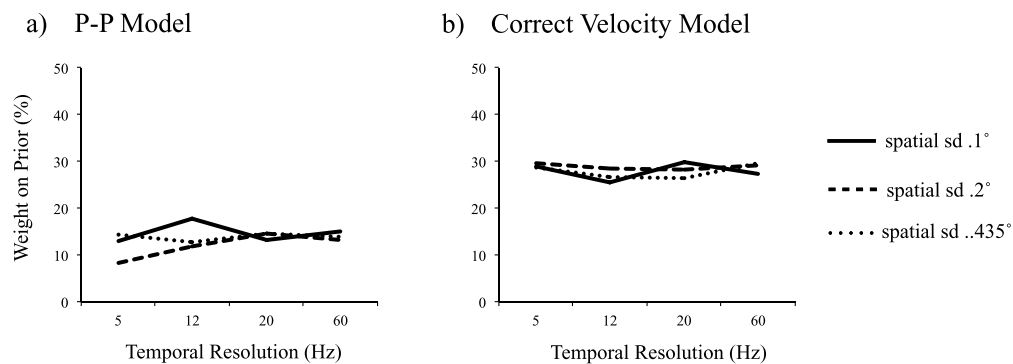 a) P-P Model
b) Correct Velocity Model
Weight on Prior (%)
50
40
30
20
10
0
5 12 20 60
Temporal Resolution (Hz)
50
40
30
20
10
0
5 12 20 60
Temporal Resolution (Hz)
spatial sd .1˚
spatial sd .2˚
spatial sd ..435˚